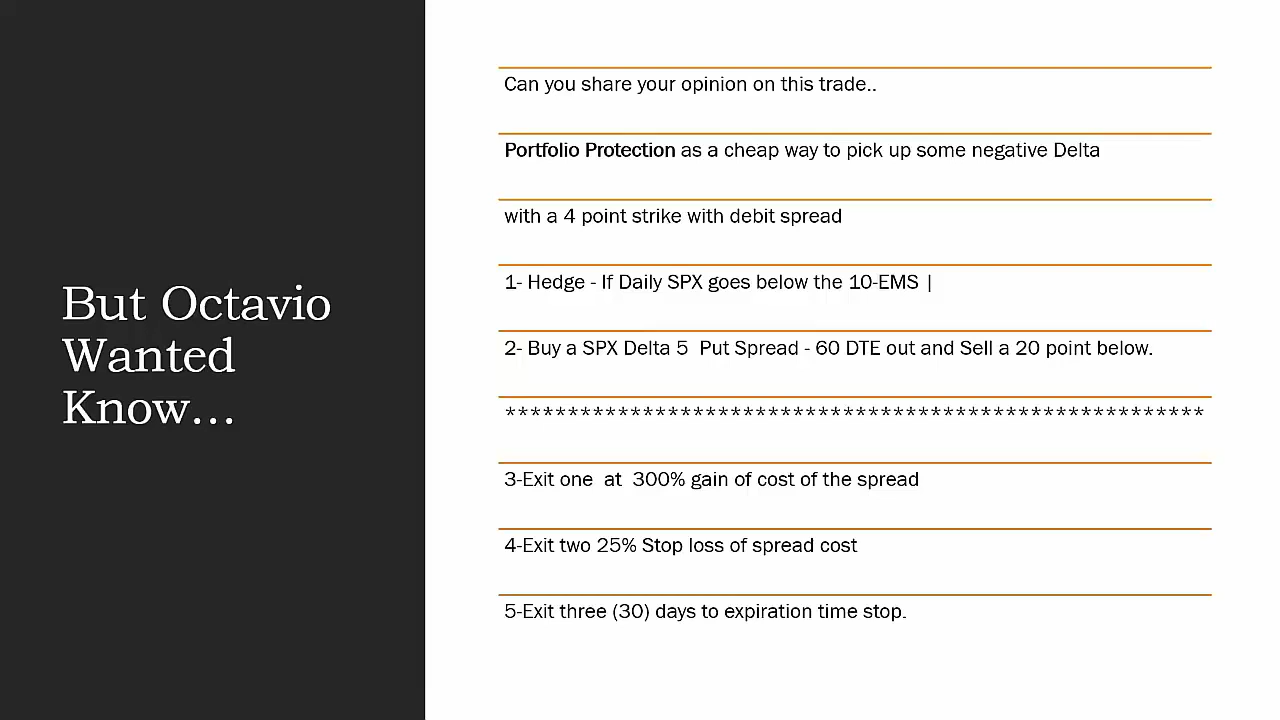 But Octavio
Wanted
Know...
Can you share your opinion on this trade..
Portfolio Protection as a cheap way to pick up some negative Delta
with a 4 point strike with debit spread
1- Hedge - If Daily SPX goes below the 10-EMS |
2- Buy a SPX Delta 5  Put Spread - 60 DTE out and Sell a 20 point below.
********************************************************
3-Exit one  at  300% gain of cost of the spread
4-Exit two 25% Stop loss of spread cost
5-Exit three (30) days to expiration time stop.